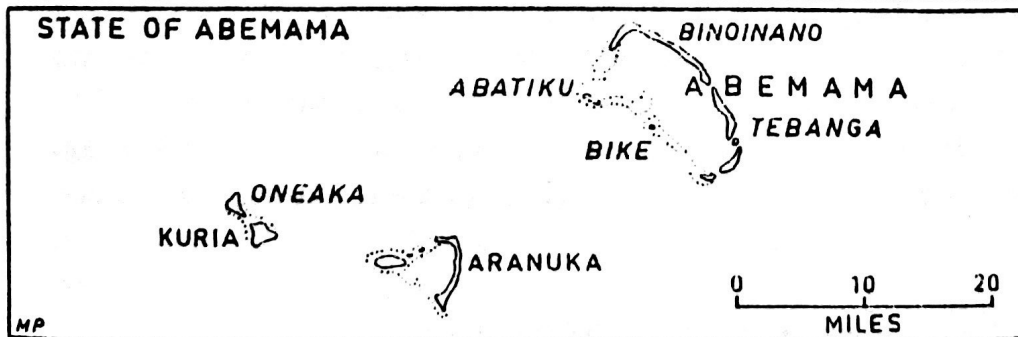 STATE OF ABEMAMA
BINOINANO
ABATIKU
ABEMAMA
TEBANGA
BIKE
ONEAKA
KURIA
ARANUKA
0 10 20
MILES
MP